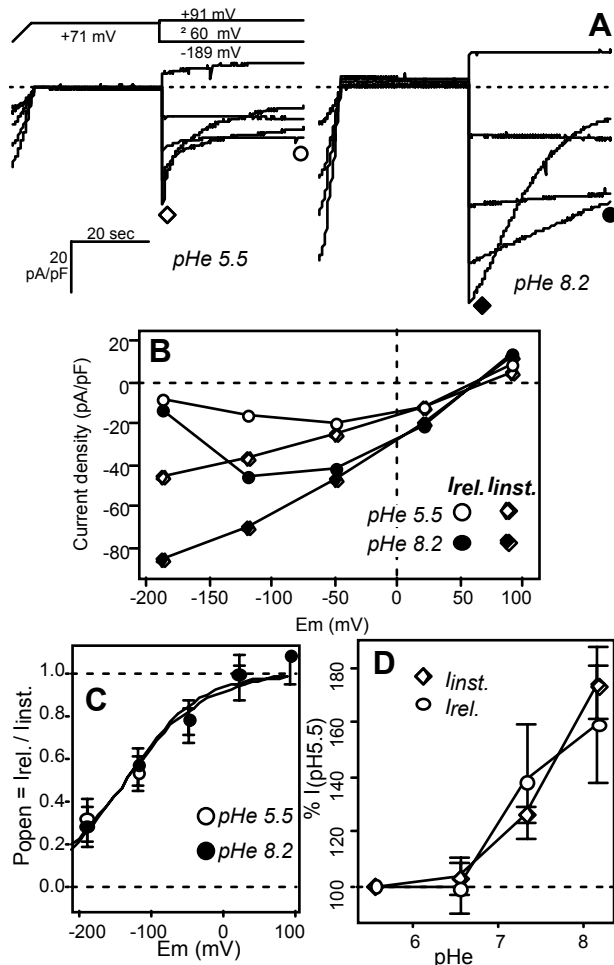 A
+91 mV
+71 mV
² 60 mV
-189 mV
20 sec
20
pA/pF
pHe 5.5
pHe 8.2
B
20
0
-20
-40
-60
-80
Current density (pA/pF)
Irel. Iinst.
pHe 5.5
pHe 8.2
-200 -150 -100 -50 0 50 100
Em (mV)
C
1.0
0.8
0.6
0.4
0.2
0.0
Popen = Irel. / Iinst.
pHe 5.5
pHe 8.2
-200 -100 0 100
Em (mV)
D
Iinst.
Irel.
180
160
140
120
100
% I(pH5.5)
6 7 8
pHe